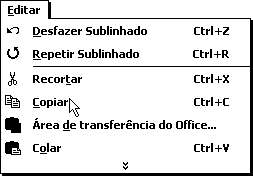 Editar
Desfazer Sublinhado Ctrl+Z
Repetir Sublinhado Ctrl+R
Recortar Ctrl+X
Copiar Ctrl+C
Área de transferência do Office...
Colar Ctrl+V